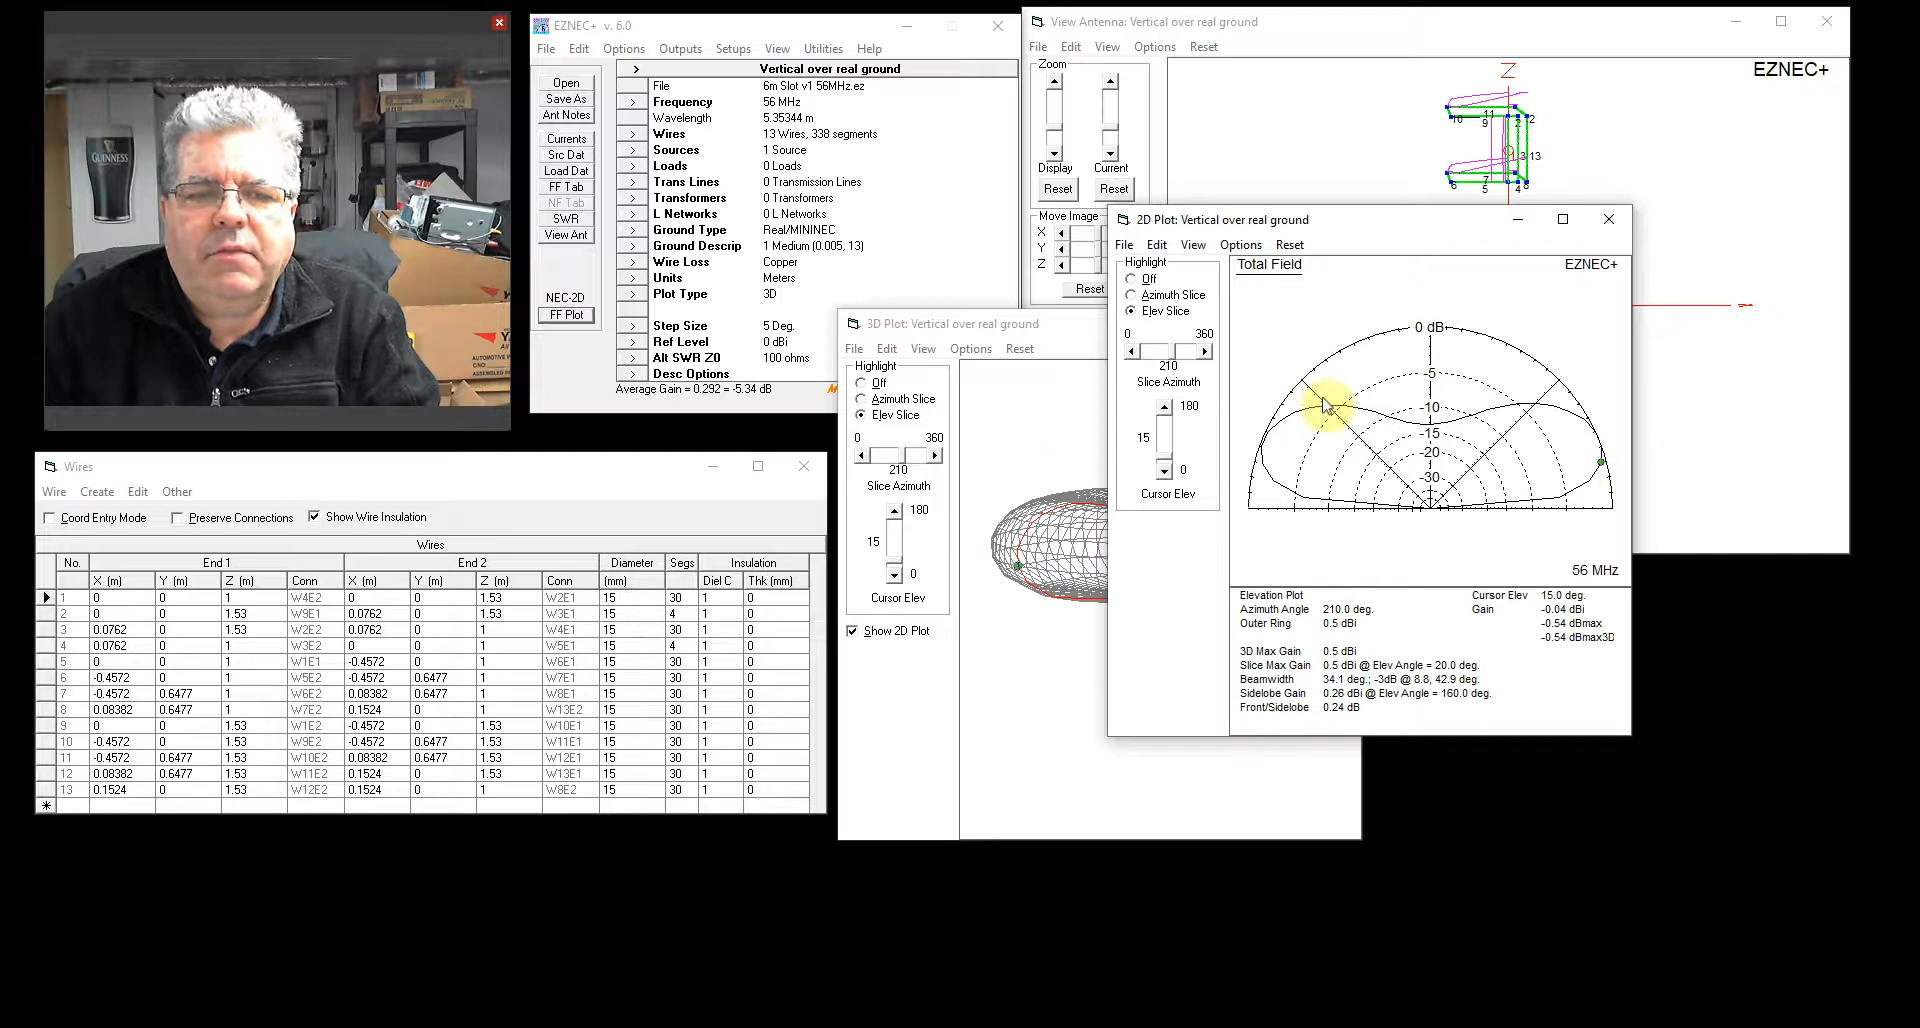 GUINNESS
AUTOMOTIVE
EZNEC+ v. 6.0
File Edit Options Outputs Setups View Utilities Help
Open
Save As
Ant Notes
Currents
Src Dat
Load Dat
FF Tab
NF Tab
SWR
View Ant
NEC-2D
FF Plot
> Vertical over real ground
File 6m Slot v1 56MHz.ez
> Frequency 56 MHz
Wavelength 5.35344 m
> Wires 13 Wires, 338 segments
> Sources 1 Source
> Loads 0 Loads
> Trans Lines 0 Transmission Lines
> Transformers 0 Transformers
> L Networks 0 L Networks
> Ground Type Real/MININEC
> Ground Descrip 1 Medium (0.005, 13)
> Wire Loss Copper
> Units Meters
> Plot Type 3D
> Step Size 5 Deg.
> Ref Level 0 dBi
> Alt SWR Z0 100 ohms
> Desc Options
Average Gain = 0.292 = -5.34 dB
View Antenna: Vertical over real ground
File Edit View Options Reset
Zoom
Display Current
Reset Reset
Move Image
X
Y
Z
Reset
EZNEC+
Z
10 11 9 2 12
1 3 13
6 7 5 4 8
2D Plot: Vertical over real ground
File Edit View Options Reset
Highlight
Off
Azimuth Slice
Elev Slice
0 360
210
Slice Azimuth
180
15
0
Cursor Elev
Total Field EZNEC+
0 dB
-5
-10
-15
-20
-30
56 MHz
Elevation Plot Cursor Elev 15.0 deg.
Azimuth Angle 210.0 deg. Gain -0.04 dBi
Outer Ring 0.5 dBi -0.54 dBmax
-0.54 dBmax3D
3D Max Gain 0.5 dBi
Slice Max Gain 0.5 dBi @ Elev Angle = 20.0 deg.
Beamwidth 34.1 deg.; -3dB @ 8.8, 42.9 deg.
Sidelobe Gain 0.26 dBi @ Elev Angle = 160.0 deg.
Front/Sidelobe 0.24 dB
3D Plot: Vertical over real ground
File Edit View Options Reset
Highlight
Off
Azimuth Slice
Elev Slice
0 360
210
Slice Azimuth
180
15
0
Cursor Elev
Show 2D Plot
Wires
Wire Create Edit Other
Coord Entry Mode Preserve Connections Show Wire Insulation
Wires
No. End 1 End 2 Diameter Segs Insulation
X (m) Y (m) Z (m) Conn X (m) Y (m) Z (m) Conn (mm) Diel C Thk (mm)
1 0 0 1 W4E2 0 0 1.53 W2E1 15 30 1 0
2 0 0 1.53 W9E1 0.0762 0 1.53 W3E1 15 4 1 0
3 0.0762 0 1.53 W2E2 0.0762 0 1 W4E1 15 30 1 0
4 0.0762 0 1 W3E2 0 0 1 W5E1 15 4 1 0
5 0 0 1 W1E1 -0.4572 0 1 W6E1 15 30 1 0
6 -0.4572 0 1 W5E2 -0.4572 0.6477 1 W7E1 15 30 1 0
7 -0.4572 0.6477 1 W6E2 0.08382 0.6477 1 W8E1 15 30 1 0
8 0.08382 0.6477 1 W7E2 0.1524 0 1 W13E2 15 30 1 0
9 0 0 1.53 W1E2 -0.4572 0 1.53 W10E1 15 30 1 0
10 -0.4572 0 1.53 W9E2 -0.4572 0.6477 1.53 W11E1 15 30 1 0
11 -0.4572 0.6477 1.53 W10E2 0.08382 0.6477 1.53 W12E1 15 30 1 0
12 0.08382 0.6477 1.53 W11E2 0.1524 0 1.53 W13E1 15 30 1 0
13 0.1524 0 1.53 W12E2 0.1524 0 1 W8E2 15 30 1 0